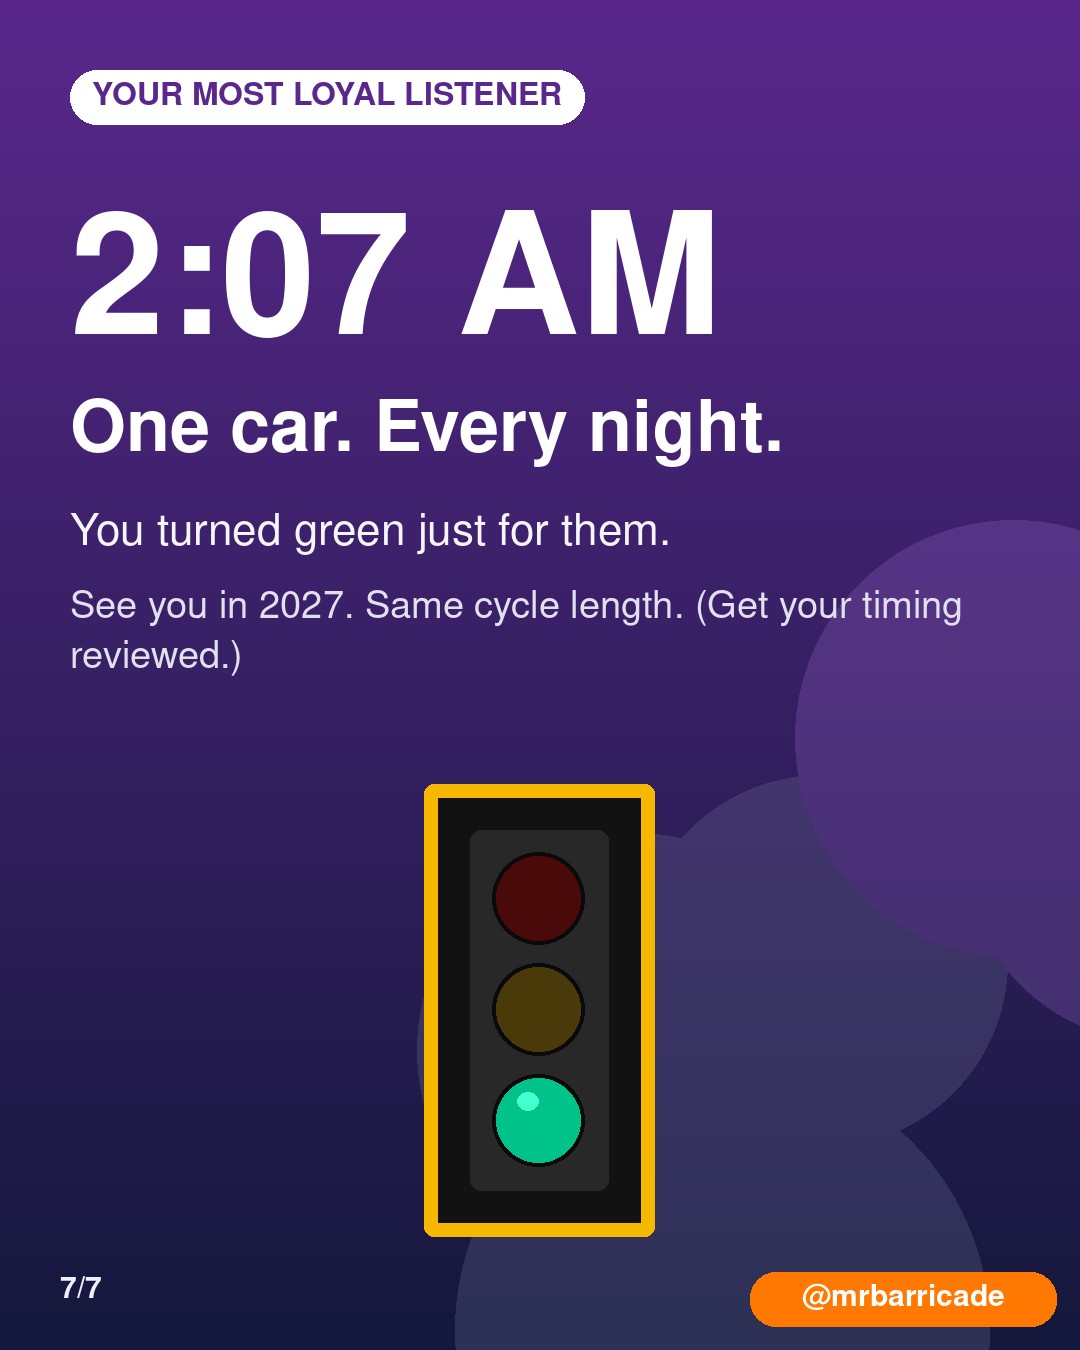 YOUR MOST LOYAL LISTENER
2:07 AM
One car. Every night.
You turned green just for them.
See you in 2027. Same cycle length. (Get your timing
reviewed.)
7/7
@mrbarricade